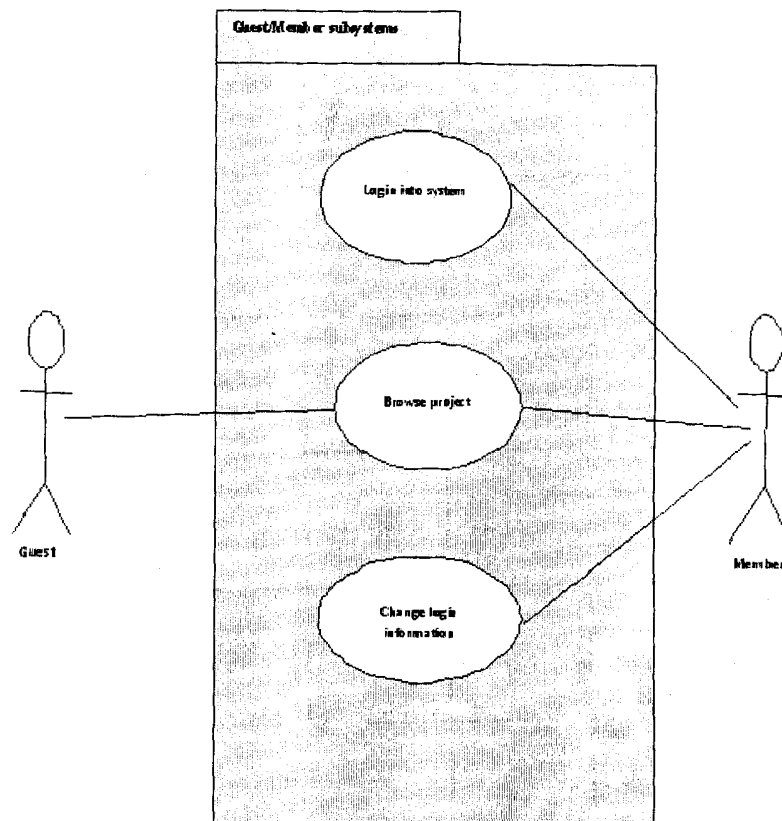 Guest/Member subsystems
Login into system
Browse project
Guest
Member
Change login
information